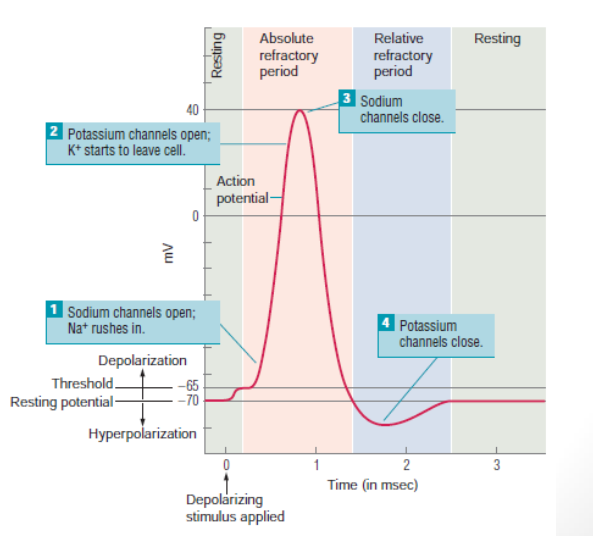 Resting
Absolute
refractory
period
Relative
refractory
period
Resting
40
3 Sodium
channels close.
2 Potassium channels open;
K+ starts to leave cell.
Action
potential
0
mV
1 Sodium channels open;
Na+ rushes in.
4 Potassium
channels close.
Depolarization
Threshold
–65
Resting potential
–70
Hyperpolarization
0
1
2
3
Time (in msec)
Depolarizing
stimulus applied